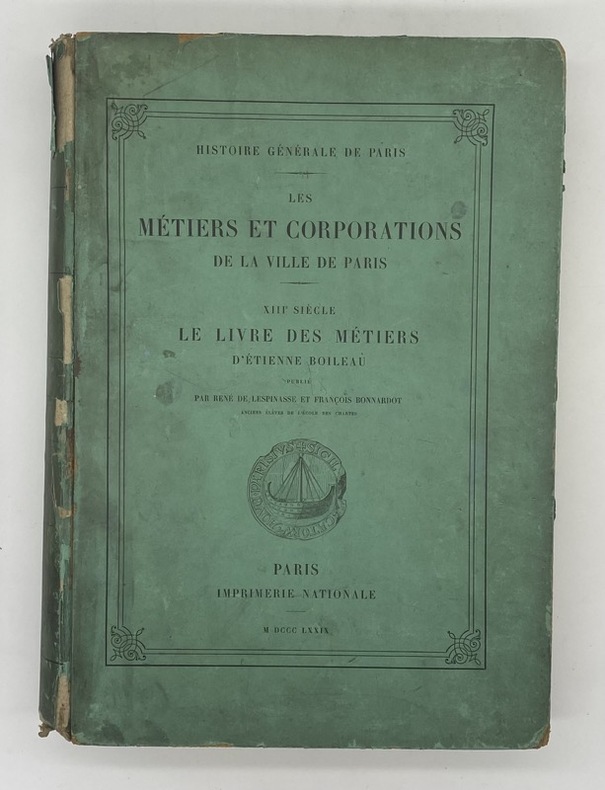 HISTOIRE GÉNÉRALE DE PARIS
LES
MÉTIERS ET CORPORATIONS
DE LA VILLE DE PARIS
XIIIᵉ SIÈCLE
LE LIVRE DES MÉTIERS
D'ÉTIENNE BOILEAU
PUBLIÉ
PAR RENÉ DE LESPINASSE ET FRANÇOIS BONNARDOT
ANCIENS ÉLÈVES DE L'ÉCOLE DES CHARTES
PARIS
IMPRIMERIE NATIONALE
M DCCC LXXIX